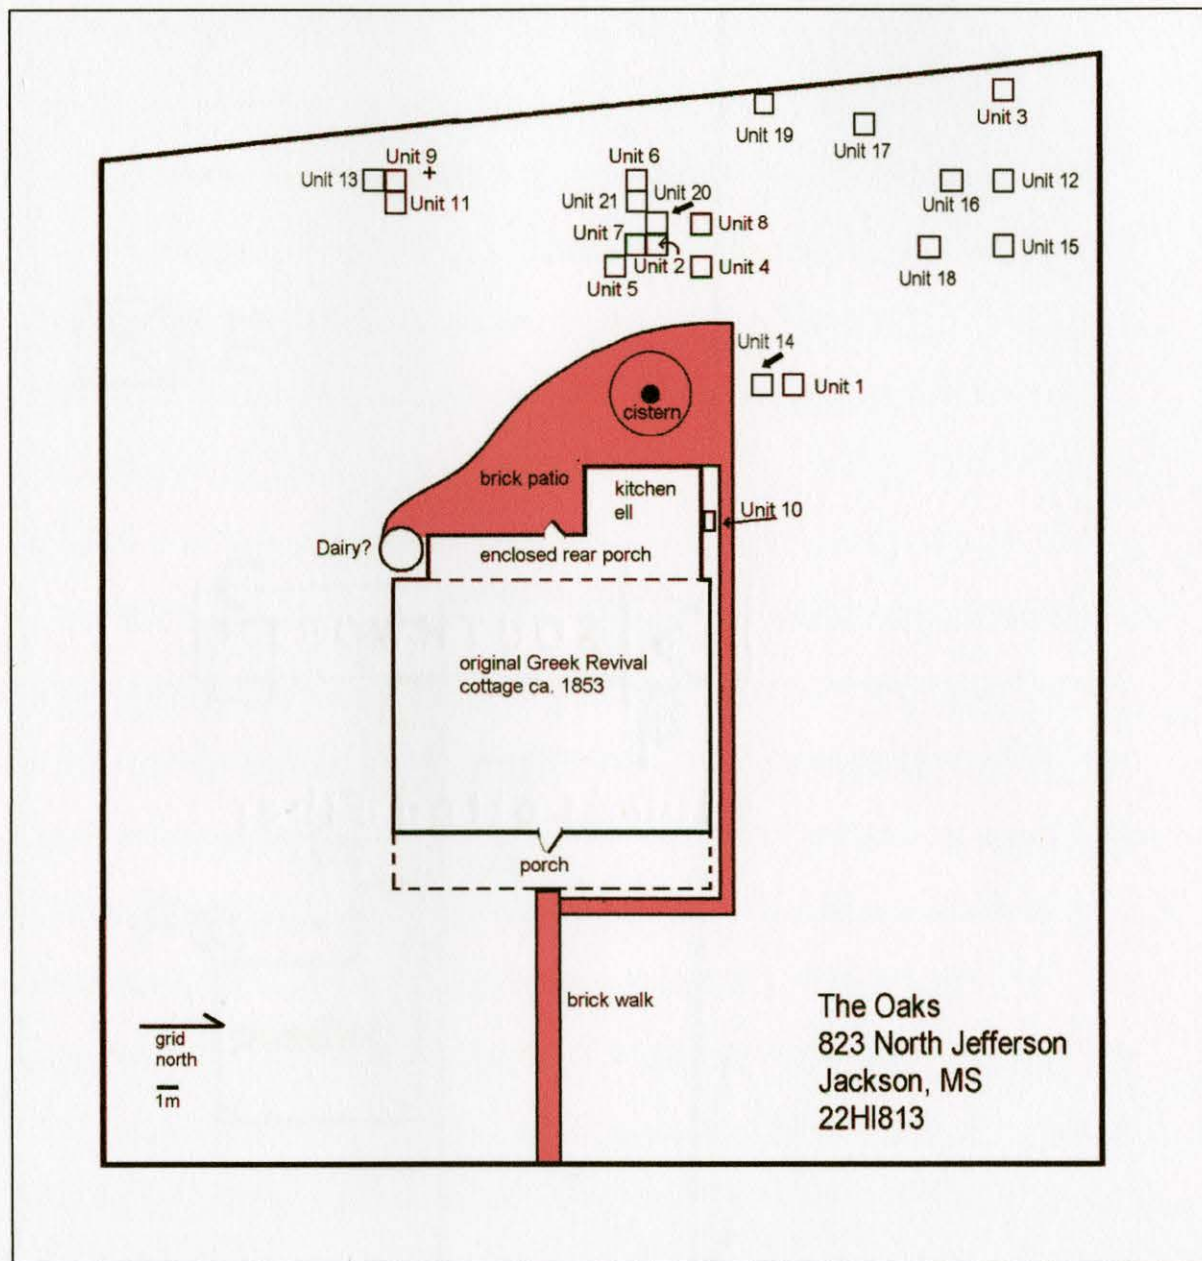 Unit 3
Unit 19
Unit 17
Unit 9
Unit 6
Unit 13
Unit 20
Unit 12
Unit 21
Unit 11
Unit 16
Unit 8
Unit 7
Unit 15
Unit 2
Unit 4
Unit 18
Unit 5
Unit 14
Unit 1
cistern
brick patio
kitchen
ell
Unit 10
Dairy?
enclosed rear porch
original Greek Revival
cottage ca. 1853
porch
brick walk
grid
north
1m
The Oaks
823 North Jefferson
Jackson, MS
22HI813